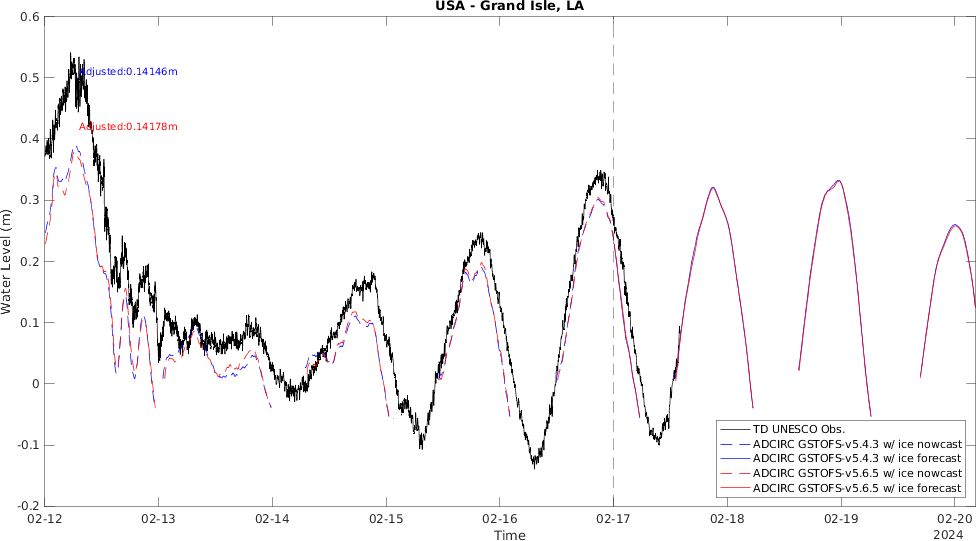 USA - Grand Isle, LA
0.6
0.5
0.4
0.3
0.2
0.1
0
-0.1
-0.2
Water Level (m)
Adjusted:0.14146m
Adjusted:0.14178m
TD UNESCO Obs.
ADCIRC GSTOFS-v5.4.3 w/ ice nowcast
ADCIRC GSTOFS-v5.4.3 w/ ice forecast
ADCIRC GSTOFS-v5.6.5 w/ ice nowcast
ADCIRC GSTOFS-v5.6.5 w/ ice forecast
02-12 02-13 02-14 02-15 02-16 02-17 02-18 02-19 02-20
Time
2024